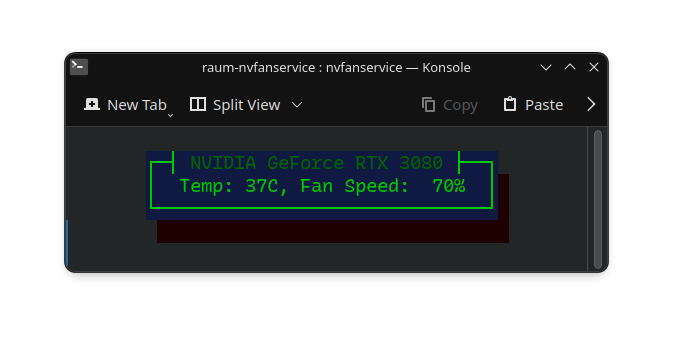 raum-nvfanservice : nvfanservice — Konsole
New Tab Split View Copy Paste
NVIDIA GeForce RTX 3080
Temp: 37C, Fan Speed:  70%